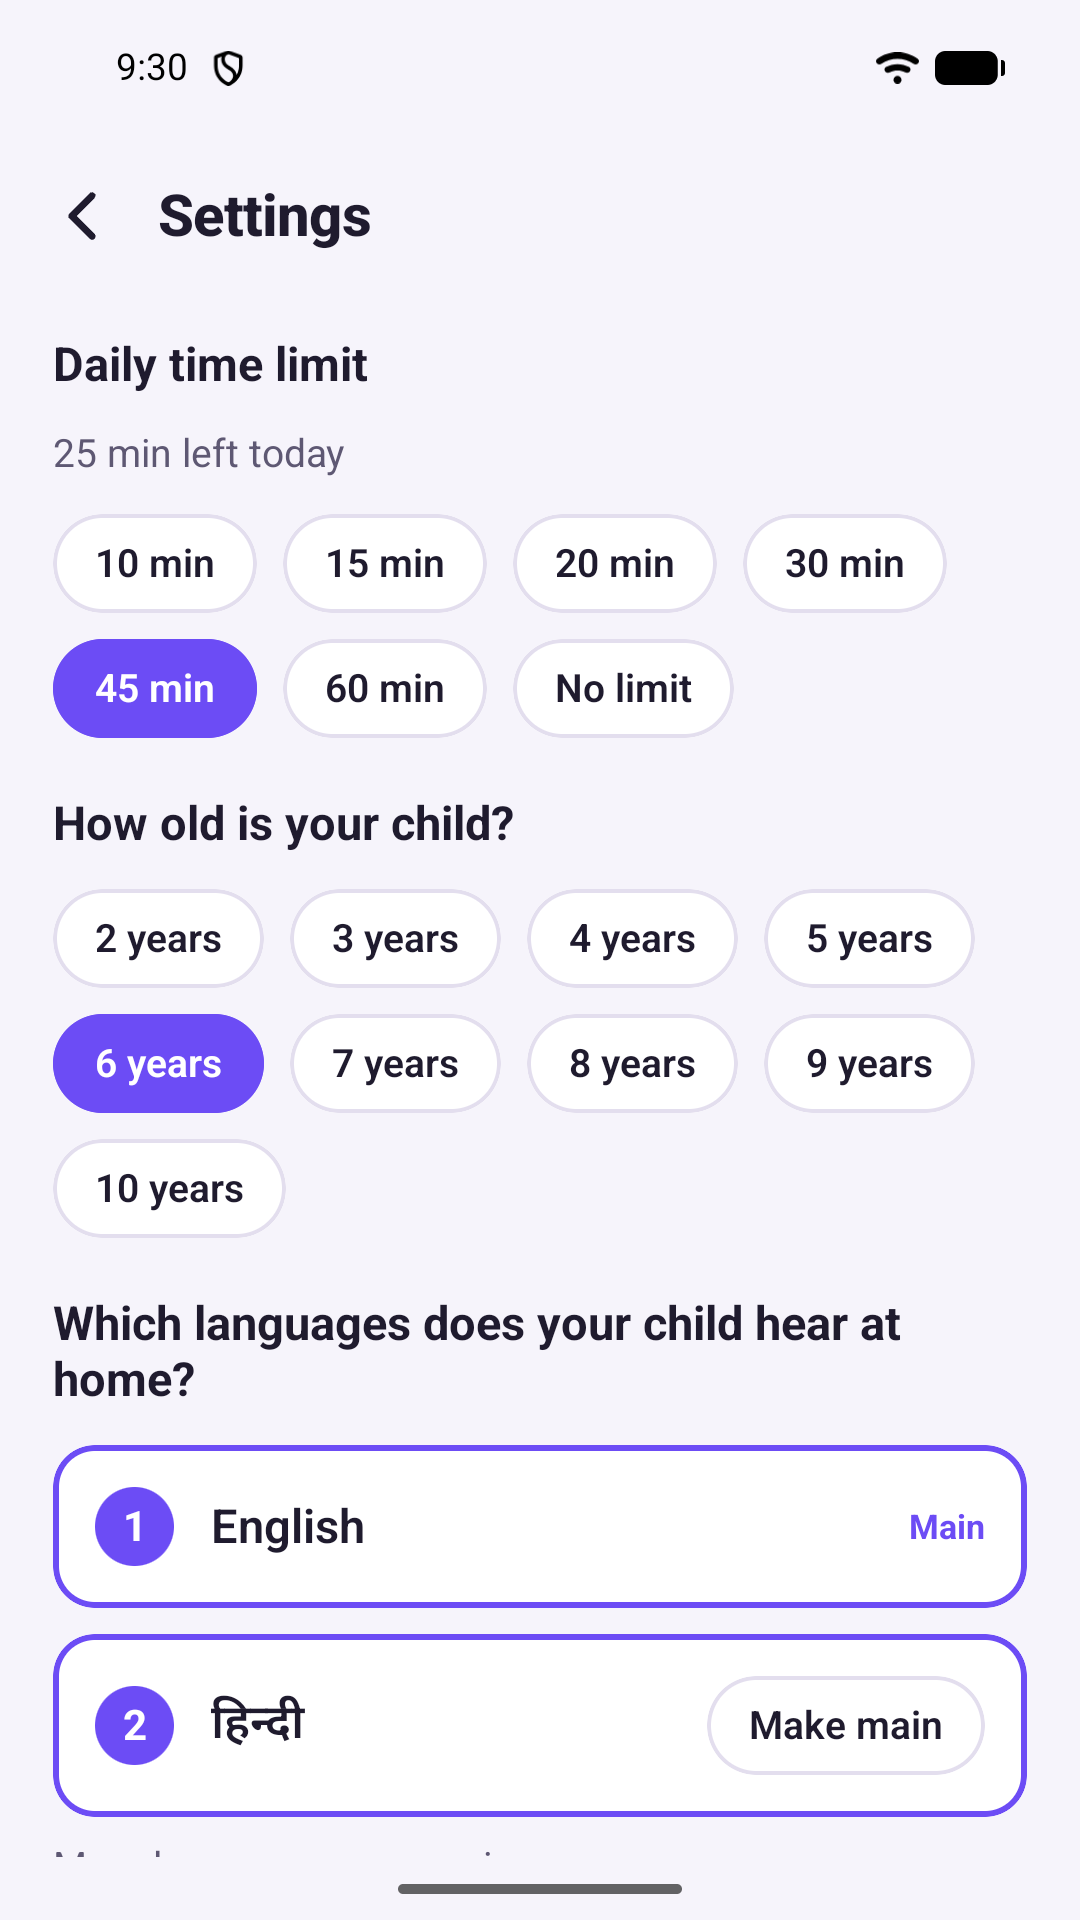 9:30
Settings
Daily time limit
25 min left today
10 min 15 min 20 min 30 min
45 min 60 min No limit
How old is your child?
2 years 3 years 4 years 5 years
6 years 7 years 8 years 9 years
10 years
Which languages does your child hear at
home?
1 English Main
2 हिन्दी Make main